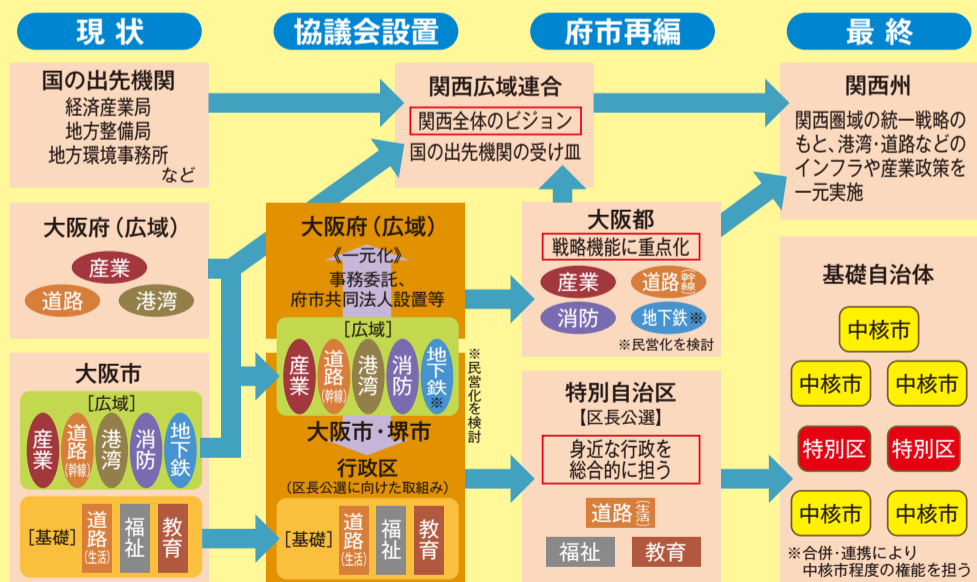 現状
協議会設置
府市再編
最終
国の出先機関
経済産業局
地方整備局
地方環境事務所
など
大阪府(広域)
産業
道路
港湾
大阪市
[広域]
産業
道路(幹線)
港湾
消防
地下鉄
[基礎]
道路(生活)
福祉
教育
関西広域連合
関西全体のビジョン
国の出先機関の受け皿
大阪府(広域)
《一元化》
事務委託、
府市共同法人設置等
[広域]
産業
道路(幹線)
港湾
消防
地下鉄※
※民営化を検討
大阪市・堺市
行政区
(区長公選に向けた取組み)
[基礎]
道路(生活)
福祉
教育
大阪都
戦略機能に重点化
産業
道路(幹線)
消防
地下鉄※
※民営化を検討
特別自治区
【区長公選】
身近な行政を
総合的に担う
道路(生活)
福祉
教育
関西州
関西圏域の統一戦略の
もと、港湾・道路などの
インフラや産業政策を
一元実施
基礎自治体
中核市
中核市
中核市
特別区
特別区
中核市
中核市
※合併・連携により
中核市程度の権能を担う